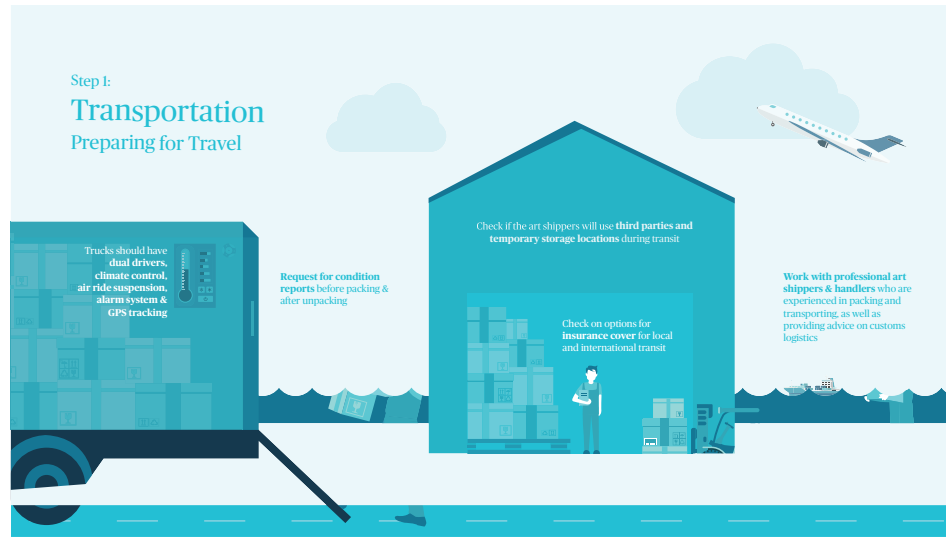 Step 1:
Transportation
Preparing for Travel
Trucks should have
dual drivers,
climate control,
air ride suspension,
alarm system &
GPS tracking
Request for condition
reports before packing &
after unpacking
Check if the art shippers will use third parties and
temporary storage locations during transit
Check on options for
insurance cover for local
and international transit
Work with professional art
shippers & handlers who are
experienced in packing and
transporting, as well as
providing advice on customs
logistics